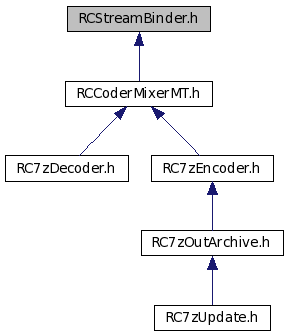 RCStreamBinder.h
RCCoderMixerMT.h
RC7zDecoder.h
RC7zEncoder.h
RC7zOutArchive.h
RC7zUpdate.h